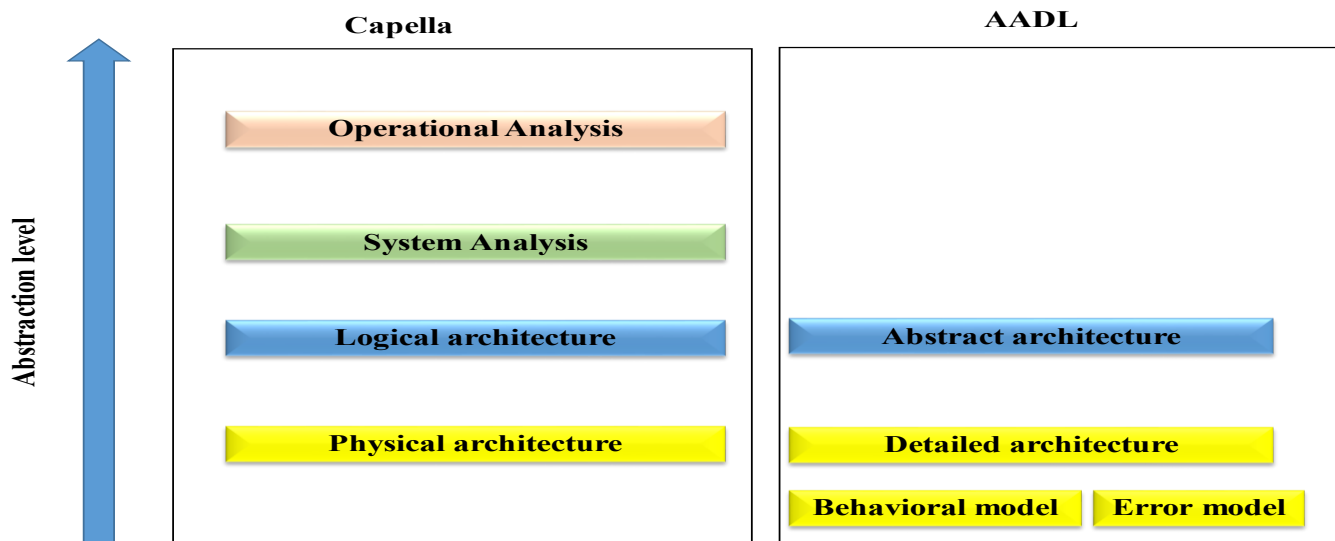 Capella
AADL
Abstraction level
Operational Analysis
System Analysis
Logical architecture
Abstract architecture
Physical architecture
Detailed architecture
Behavioral model
Error model